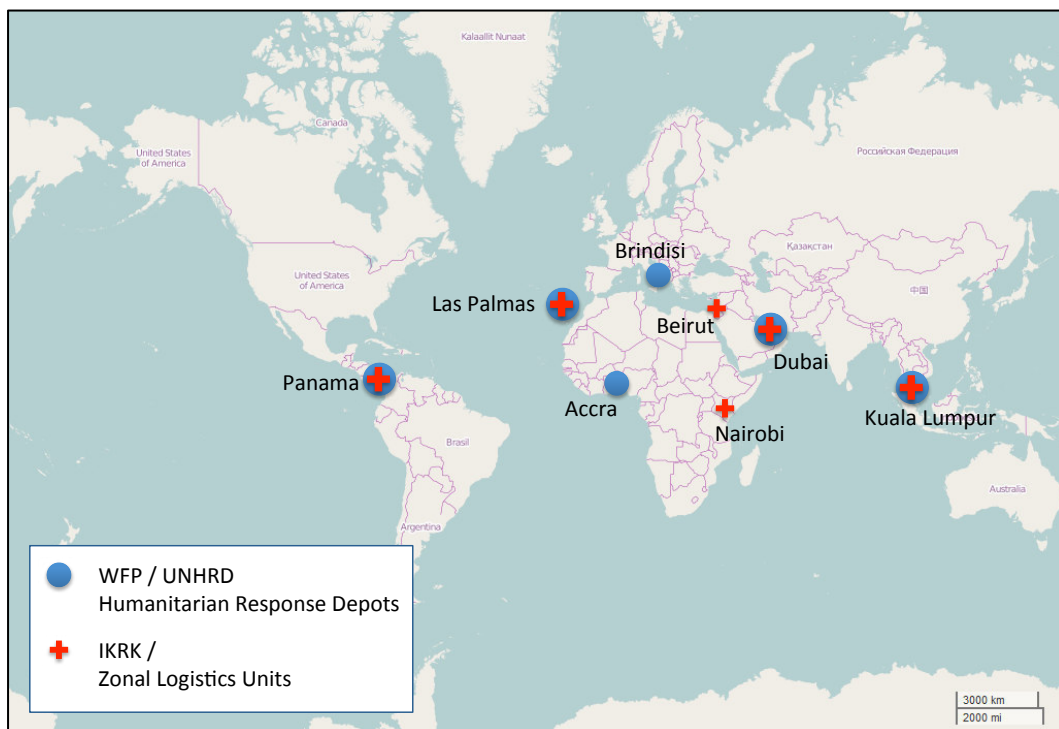 Kalaallit Nunaat
Canada
United States
of America
Российская Федерация
Brindisi
Қазақстан
United States
of America
中国
Las Palmas
Beirut
Dubai
Panama
Accra
Kuala Lumpur
Nairobi
Brasil
Australia
Argentina
WFP / UNHRD
Humanitarian Response Depots
IKRK /
Zonal Logistics Units
3000 km
2000 mi